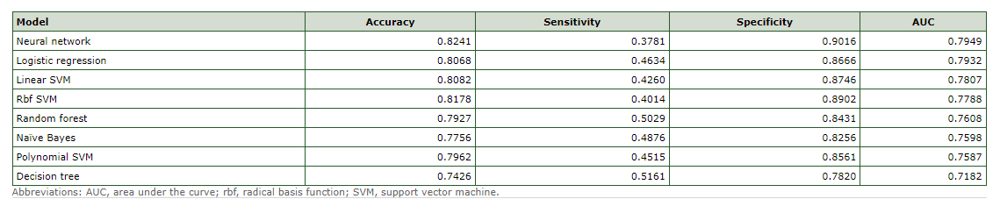 Model Accuracy Sensitivity Specificity AUC
Neural network 0.8241 0.3781 0.9016 0.7949
Logistic regression 0.8068 0.4634 0.8666 0.7932
Linear SVM 0.8082 0.4260 0.8746 0.7807
Rbf SVM 0.8178 0.4014 0.8902 0.7788
Random forest 0.7927 0.5029 0.8431 0.7608
Naïve Bayes 0.7756 0.4876 0.8256 0.7598
Polynomial SVM 0.7962 0.4515 0.8561 0.7587
Decision tree 0.7426 0.5161 0.7820 0.7182
Abbreviations: AUC, area under the curve; rbf, radical basis function; SVM, support vector machine.